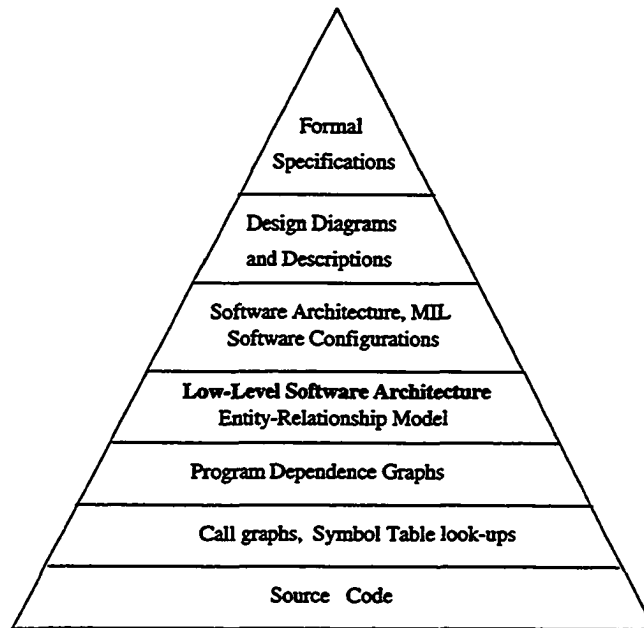 Formal
Specifications
Design Diagrams
and Descriptions
Software Architecture, MIL
Software Configurations
Low-Level Software Architecture
Entity-Relationship Model
Program Dependence Graphs
Call graphs, Symbol Table look-ups
Source Code